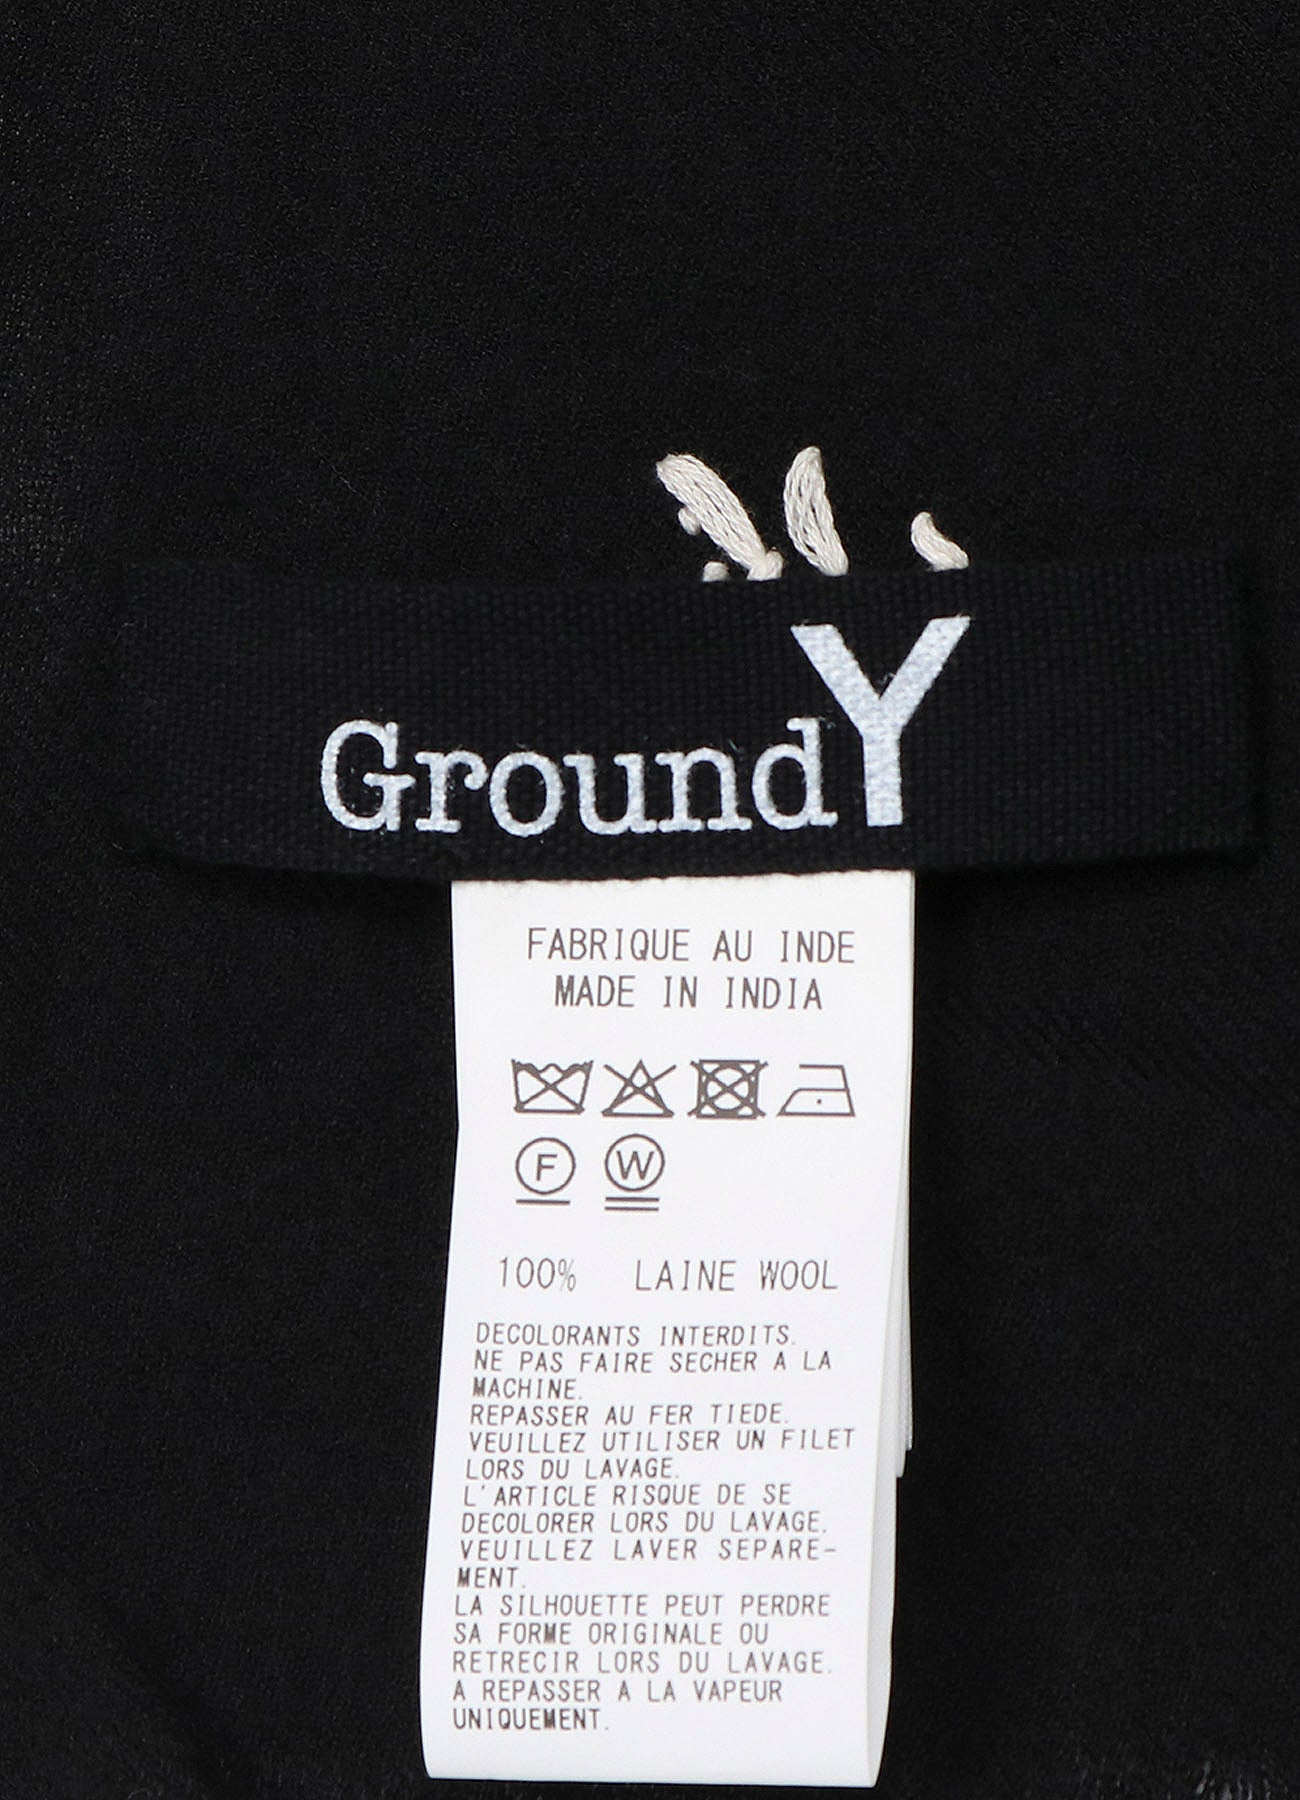 GroundY
FABRIQUE AU INDE
MADE IN INDIA
F W
100% LAINE WOOL
DECOLORANTS INTERDITS.
NE PAS FAIRE SECHER A LA
MACHINE.
REPASSER AU FER TIEDE.
VEUILLEZ UTILISER UN FILET
LORS DU LAVAGE.
L'ARTICLE RISQUE DE SE
DECOLORER LORS DU LAVAGE.
VEUILLEZ LAVER SEPARE-
MENT.
LA SILHOUETTE PEUT PERDRE
SA FORME ORIGINALE OU
RETRECIR LORS DU LAVAGE.
A REPASSER A LA VAPEUR
UNIQUEMENT.